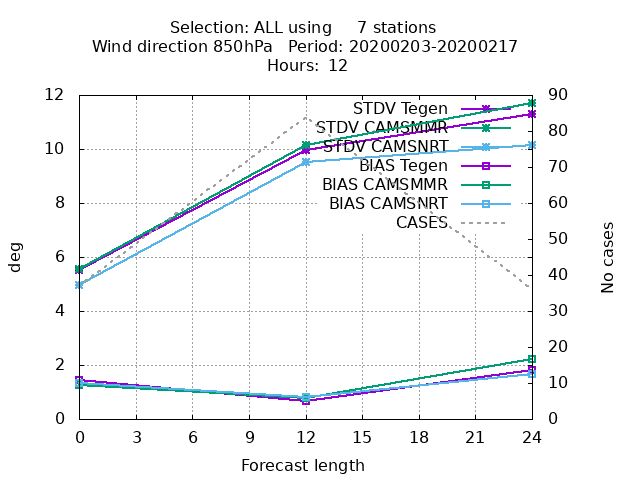 Selection: ALL using 7 stations
Wind direction 850hPa Period: 20200203-20200217
Hours: 12
12
10
8
6
4
2
0
deg
90
80
70
60
50
40
30
20
10
0
No cases
STDV Tegen
STDV CAMSMMR
STDV CAMSNRT
BIAS Tegen
BIAS CAMSMMR
BIAS CAMSNRT
CASES
0 3 6 9 12 15 18 21 24
Forecast length